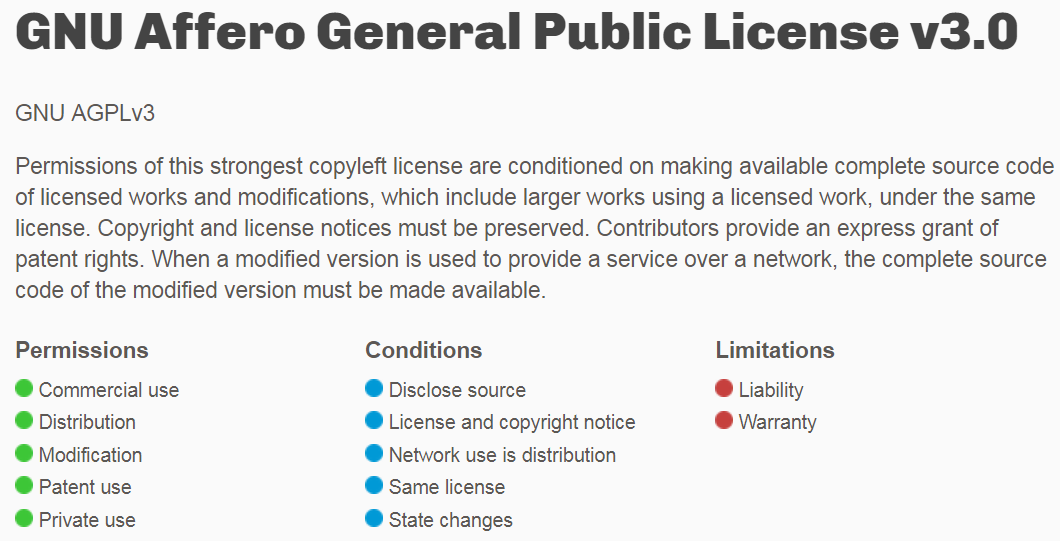 GNU Affero General Public License v3.0
GNU AGPLv3
Permissions of this strongest copyleft license are conditioned on making available complete source code
of licensed works and modifications, which include larger works using a licensed work, under the same
license. Copyright and license notices must be preserved. Contributors provide an express grant of
patent rights. When a modified version is used to provide a service over a network, the complete source
code of the modified version must be made available.
Permissions
Commercial use
Distribution
Modification
Patent use
Private use
Conditions
Disclose source
License and copyright notice
Network use is distribution
Same license
State changes
Limitations
Liability
Warranty